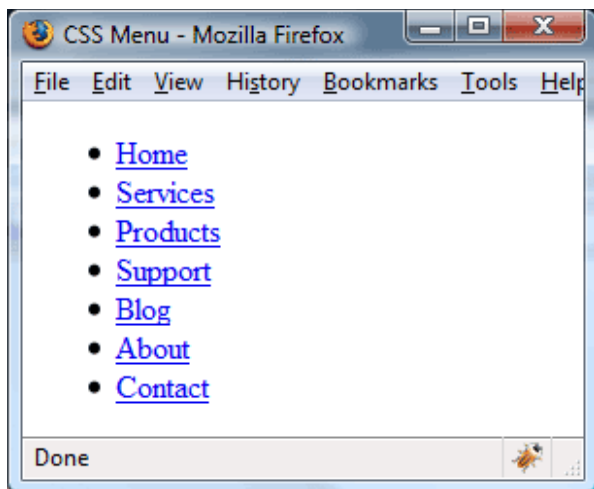 CSS Menu - Mozilla Firefox
File Edit View History Bookmarks Tools Help
Home
Services
Products
Support
Blog
About
Contact
Done